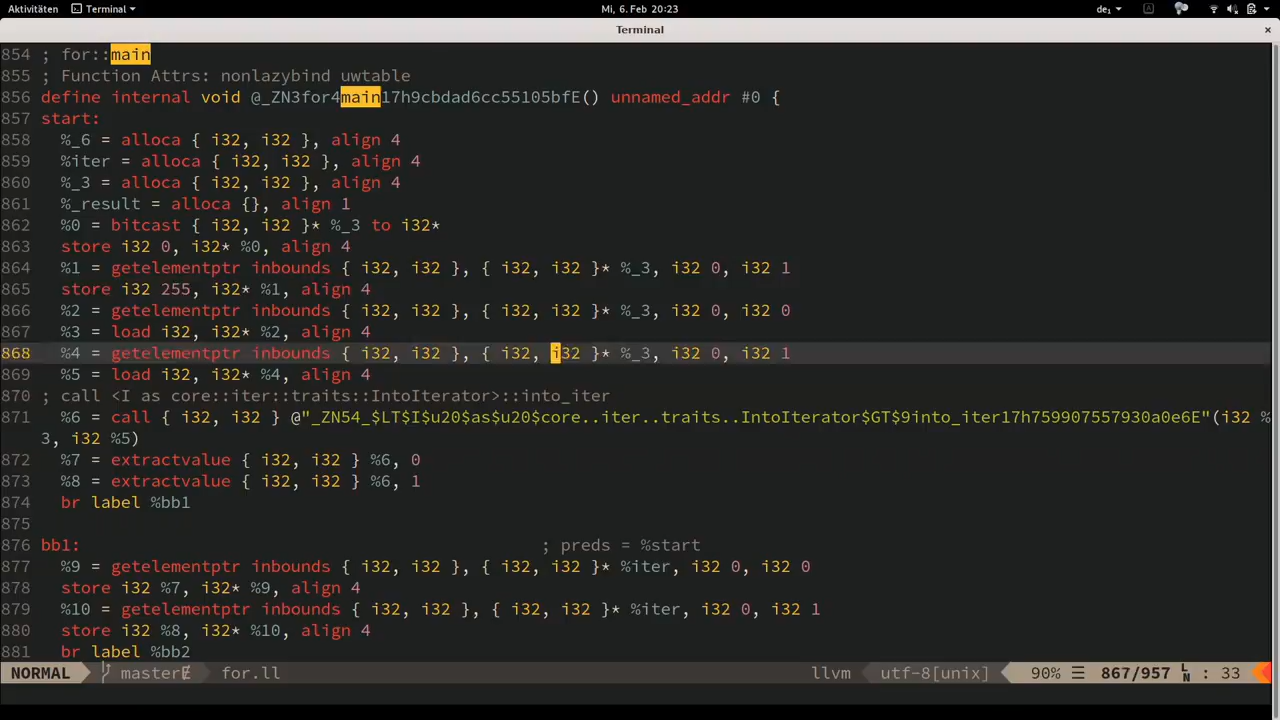 Aktivitäten Terminal Mi, 6. Feb 20:23 de₁
Terminal ×
854 ; for::main
855 ; Function Attrs: nonlazybind uwtable
856 define internal void @_ZN3for4main17h9cbdad6cc55105bfE() unnamed_addr #0 {
857 start:
858 %_6 = alloca { i32, i32 }, align 4
859 %iter = alloca { i32, i32 }, align 4
860 %_3 = alloca { i32, i32 }, align 4
861 %_result = alloca {}, align 1
862 %0 = bitcast { i32, i32 }* %_3 to i32*
863 store i32 0, i32* %0, align 4
864 %1 = getelementptr inbounds { i32, i32 }, { i32, i32 }* %_3, i32 0, i32 1
865 store i32 255, i32* %1, align 4
866 %2 = getelementptr inbounds { i32, i32 }, { i32, i32 }* %_3, i32 0, i32 0
867 %3 = load i32, i32* %2, align 4
868 %4 = getelementptr inbounds { i32, i32 }, { i32, i32 }* %_3, i32 0, i32 1
869 %5 = load i32, i32* %4, align 4
870 ; call <I as core::iter::traits::IntoIterator>::into_iter
871 %6 = call { i32, i32 } @"_ZN54_$LT$I$u20$as$u20$core..iter..traits..IntoIterator$GT$9into_iter17h759907557930a0e6E"(i32 %
3, i32 %5)
872 %7 = extractvalue { i32, i32 } %6, 0
873 %8 = extractvalue { i32, i32 } %6, 1
874 br label %bb1
875
876 bb1: ; preds = %start
877 %9 = getelementptr inbounds { i32, i32 }, { i32, i32 }* %iter, i32 0, i32 0
878 store i32 %7, i32* %9, align 4
879 %10 = getelementptr inbounds { i32, i32 }, { i32, i32 }* %iter, i32 0, i32 1
880 store i32 %8, i32* %10, align 4
881 br label %bb2
NORMAL master for.ll llvm utf-8[unix] 90% ☰ 867/957 LN : 33